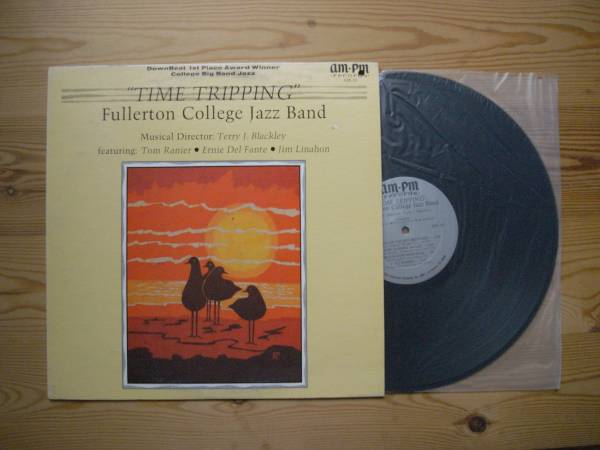 DownBeat 1st Place Award Winner
College Big Band Jazz
am-pm
RECORDS
"TIME TRIPPING"
Fullerton College Jazz Band
Musical Director: Terry J. Blackley
featuring: Tom Ranier • Ernie Del Fante • Jim Linahon
am-pm
RECORDS
TIME TRIPPING
College Jazz Band